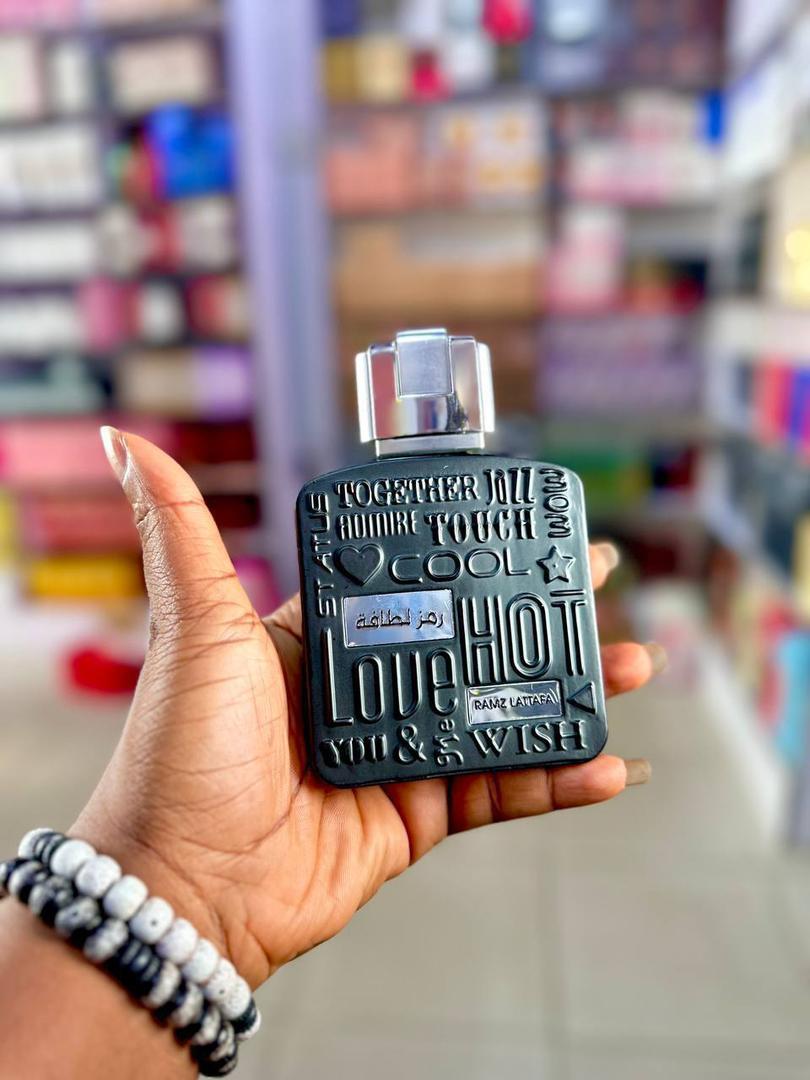 TOGETHER JAZZ
WOW
STATUS
ADMIRE TOUCH
COOL
رمز لطافة
HOT
Love
RAMZ LATTAFA
YOU & me WISH